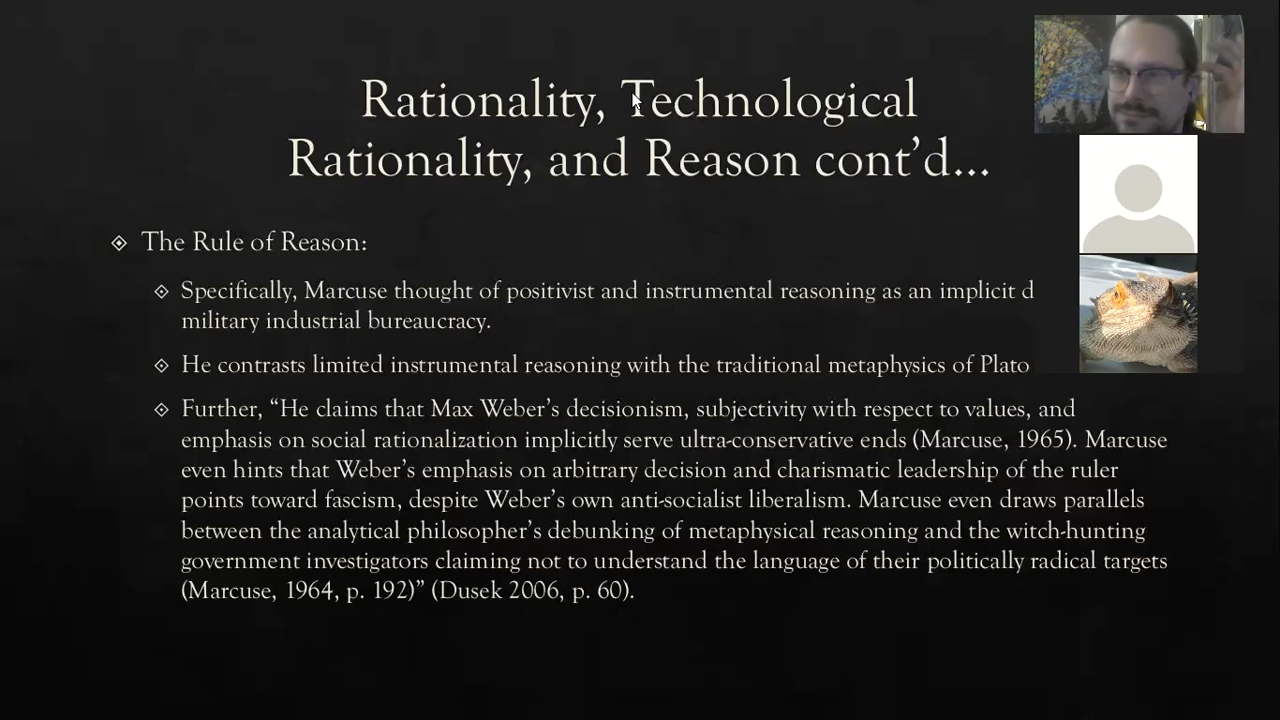 Rationality, Technological
Rationality, and Reason cont’d…
The Rule of Reason:
Specifically, Marcuse thought of positivist and instrumental reasoning as an implicit d
military industrial bureaucracy.
He contrasts limited instrumental reasoning with the traditional metaphysics of Plato
Further, “He claims that Max Weber’s decisionism, subjectivity with respect to values, and
emphasis on social rationalization implicitly serve ultra-conservative ends (Marcuse, 1965). Marcuse
even hints that Weber’s emphasis on arbitrary decision and charismatic leadership of the ruler
points toward fascism, despite Weber’s own anti-socialist liberalism. Marcuse even draws parallels
between the analytical philosopher’s debunking of metaphysical reasoning and the witch-hunting
government investigators claiming not to understand the language of their politically radical targets
(Marcuse, 1964, p. 192)” (Dusek 2006, p. 60).